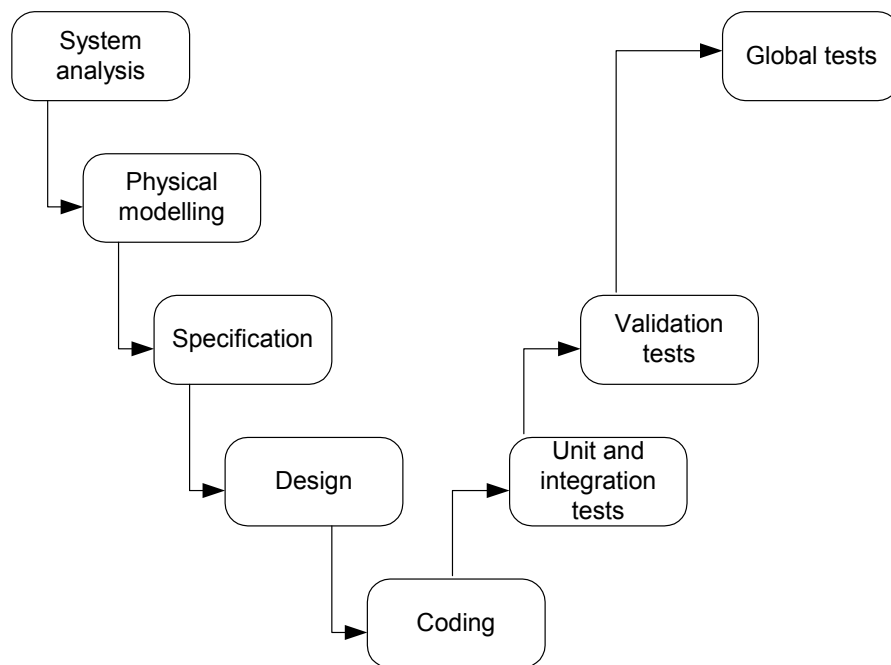 System
analysis
Global tests
Physical
modelling
Specification
Validation
tests
Design
Unit and
integration
tests
Coding